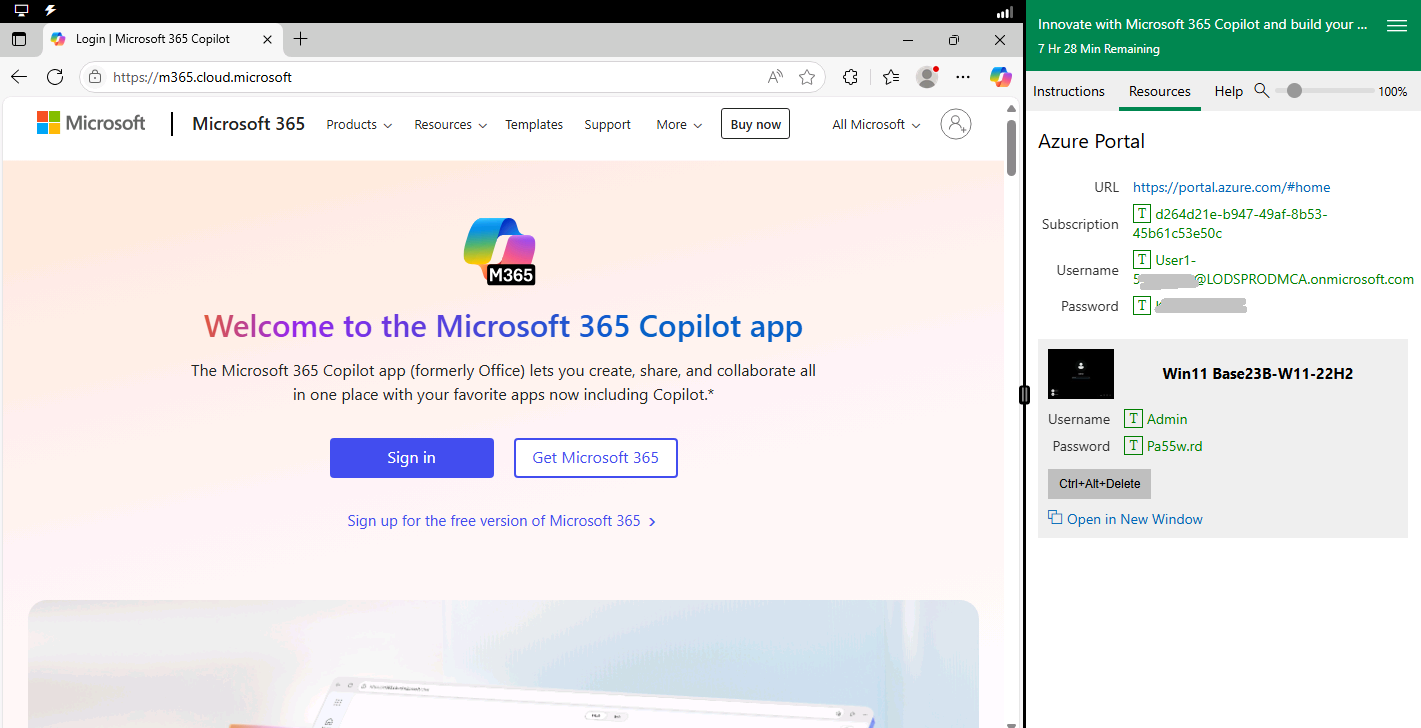 Login | Microsoft 365 Copilot
https://m365.cloud.microsoft
Microsoft
Microsoft 365
Products
Resources
Templates
Support
More
Buy now
All Microsoft
M365
Welcome to the Microsoft 365 Copilot app
The Microsoft 365 Copilot app (formerly Office) lets you create, share, and collaborate all
in one place with your favorite apps now including Copilot.*
Sign in
Get Microsoft 365
Sign up for the free version of Microsoft 365
Innovate with Microsoft 365 Copilot and build your ...
7 Hr 28 Min Remaining
Instructions
Resources
Help
100%
Azure Portal
URL
https://portal.azure.com/#home
Subscription
T d264d21e-b947-49af-8b53-
45b61c53e50c
Username
T User1-
5 @LODSPRODMCA.onmicrosoft.com
Password
T
Win11 Base23B-W11-22H2
Username
T Admin
Password
T Pa55w.rd
Ctrl+Alt+Delete
Open in New Window